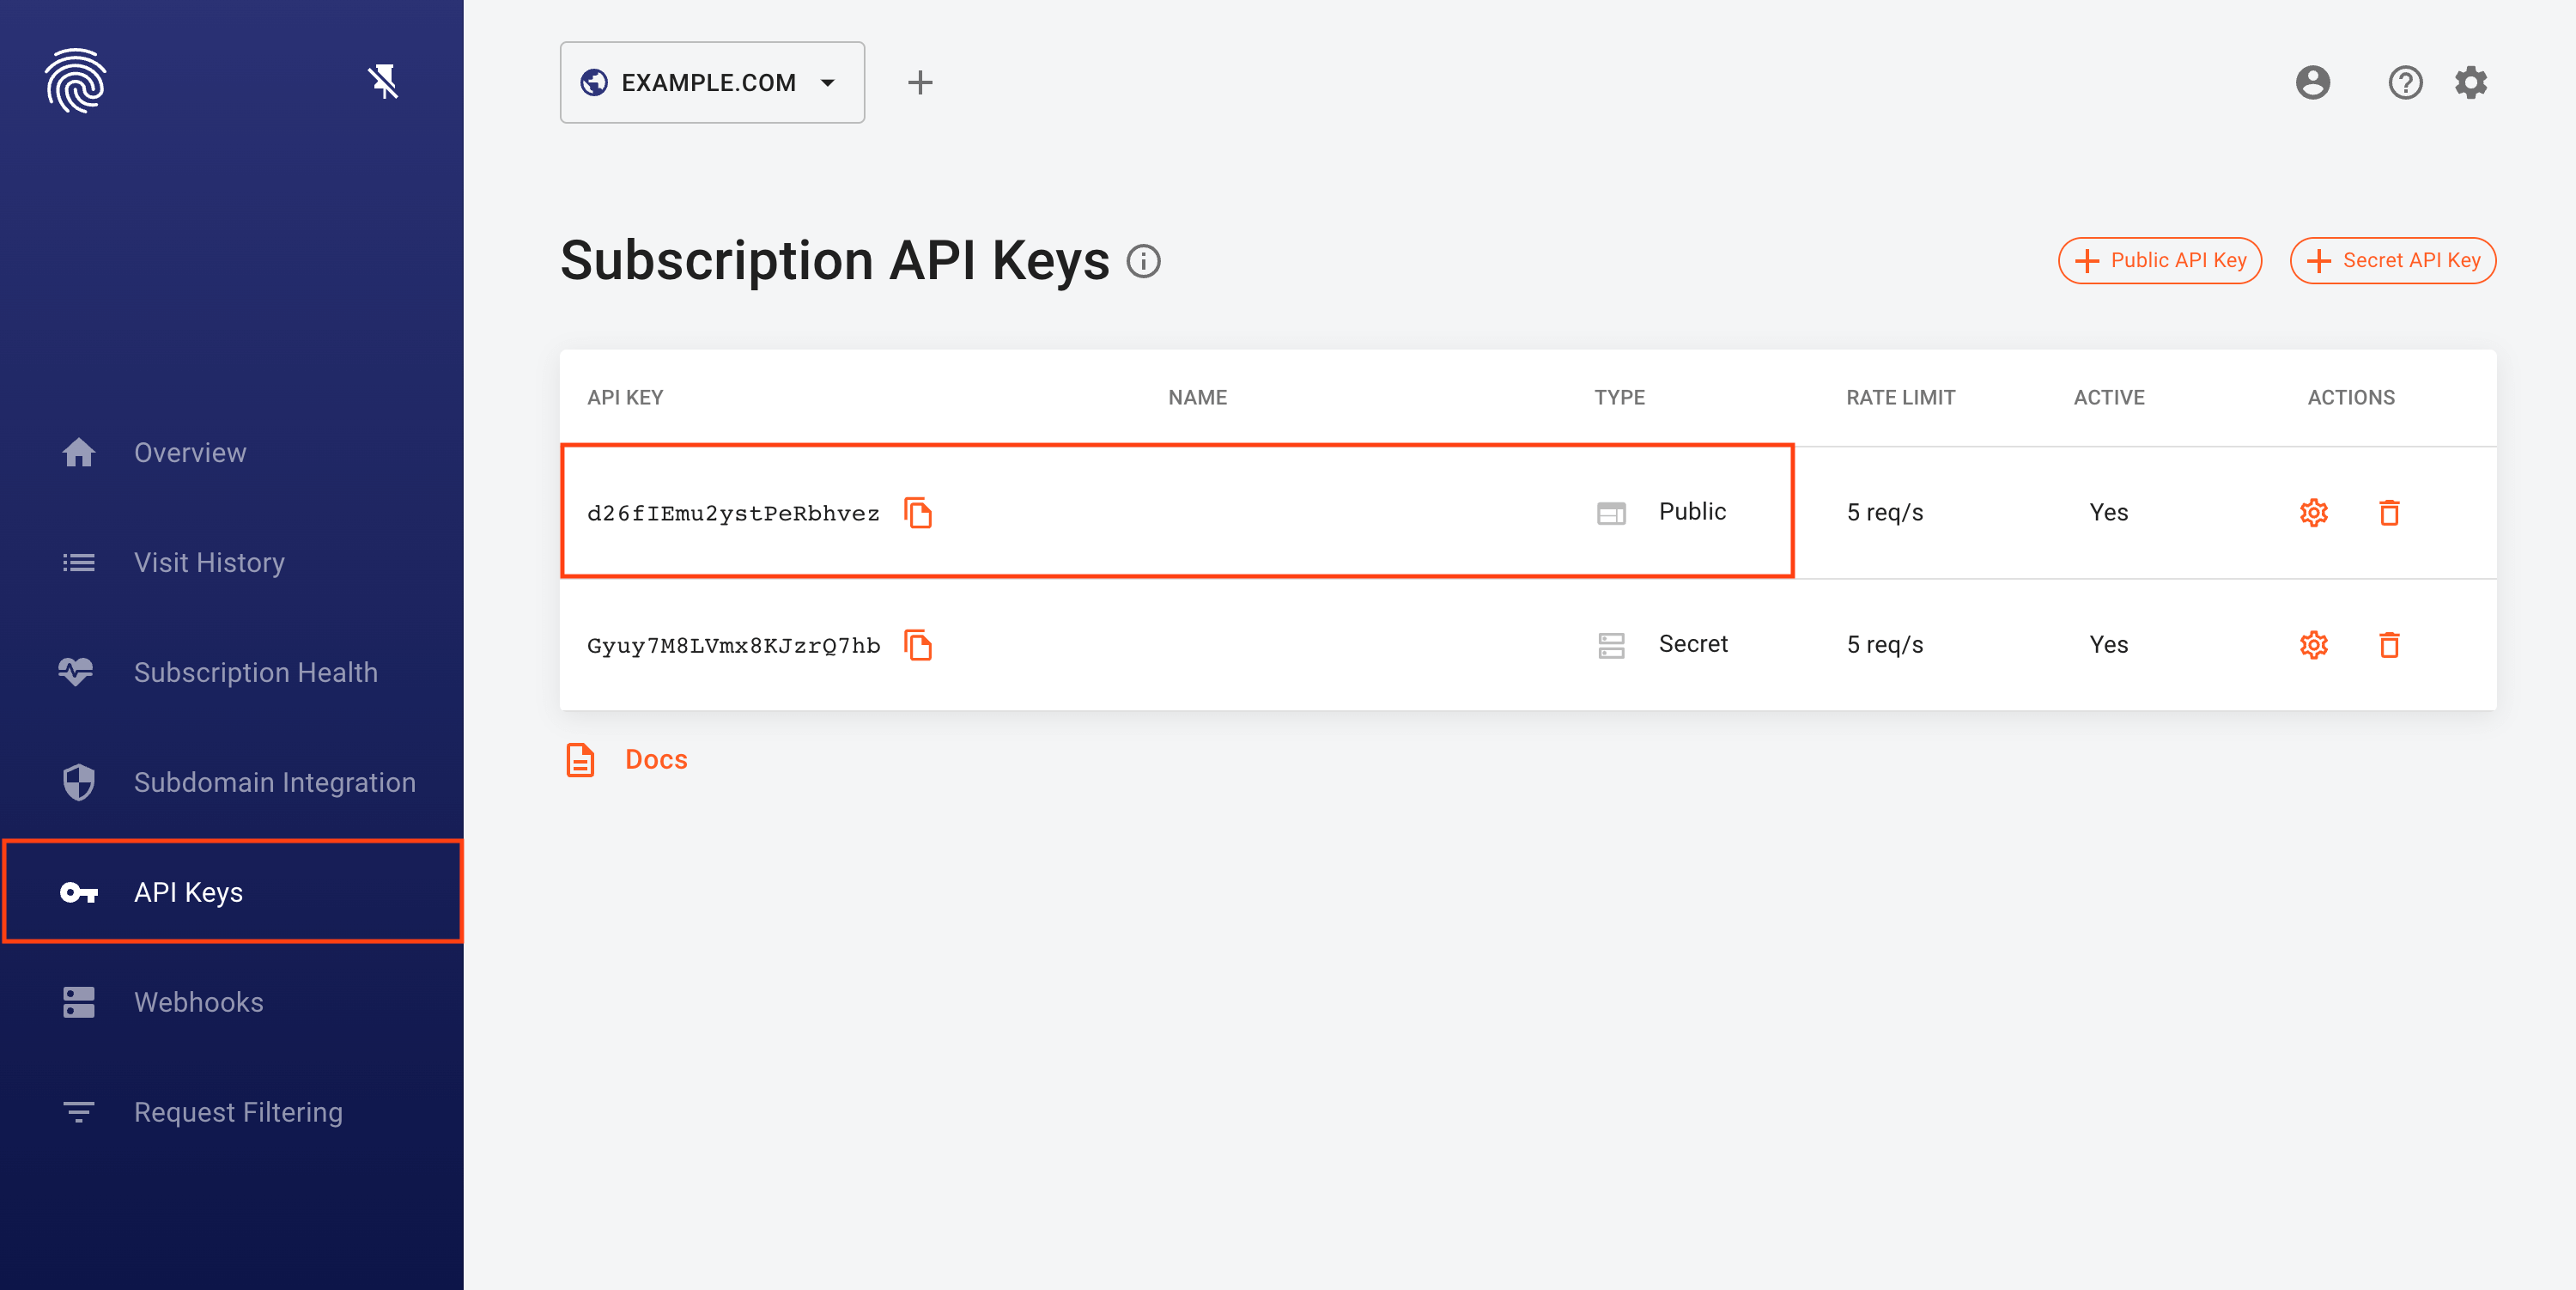 EXAMPLE.COM
Subscription API Keys
Public API Key
Secret API Key
API KEY NAME TYPE RATE LIMIT ACTIVE ACTIONS
d26fIEmu2ystPeRbhvez Public 5 req/s Yes
Gyuy7M8LVmx8KJzrQ7hb Secret 5 req/s Yes
Docs
Overview
Visit History
Subscription Health
Subdomain Integration
API Keys
Webhooks
Request Filtering